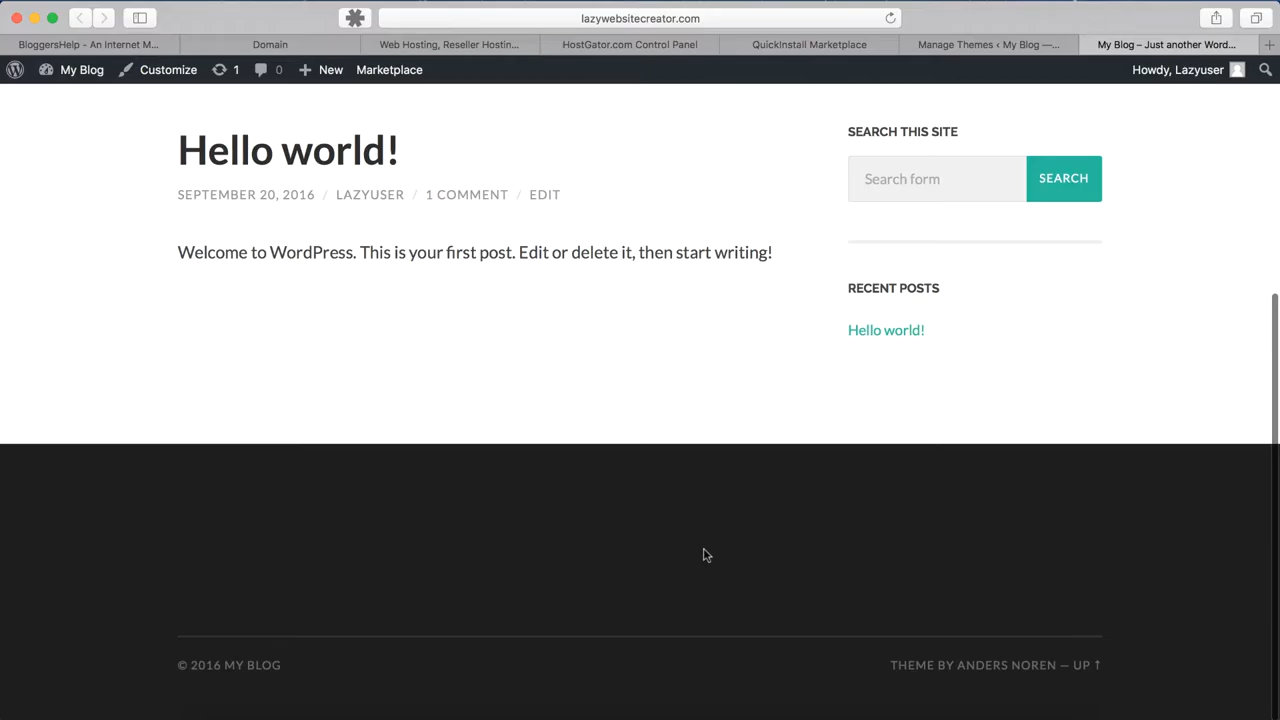 lazywebsitecreator.com
BloggersHelp - An Internet M...
Domain
Web Hosting, Reseller Hostin...
HostGator.com Control Panel
QuickInstall Marketplace
Manage Themes ‹ My Blog —...
My Blog – Just another Word...
My Blog Customize 1 0 New Marketplace Howdy, Lazyuser
Hello world!
SEPTEMBER 20, 2016 / LAZYUSER / 1 COMMENT / EDIT
Welcome to WordPress. This is your first post. Edit or delete it, then start writing!
SEARCH THIS SITE
Search form SEARCH
RECENT POSTS
Hello world!
© 2016 MY BLOG
THEME BY ANDERS NOREN — UP ↑